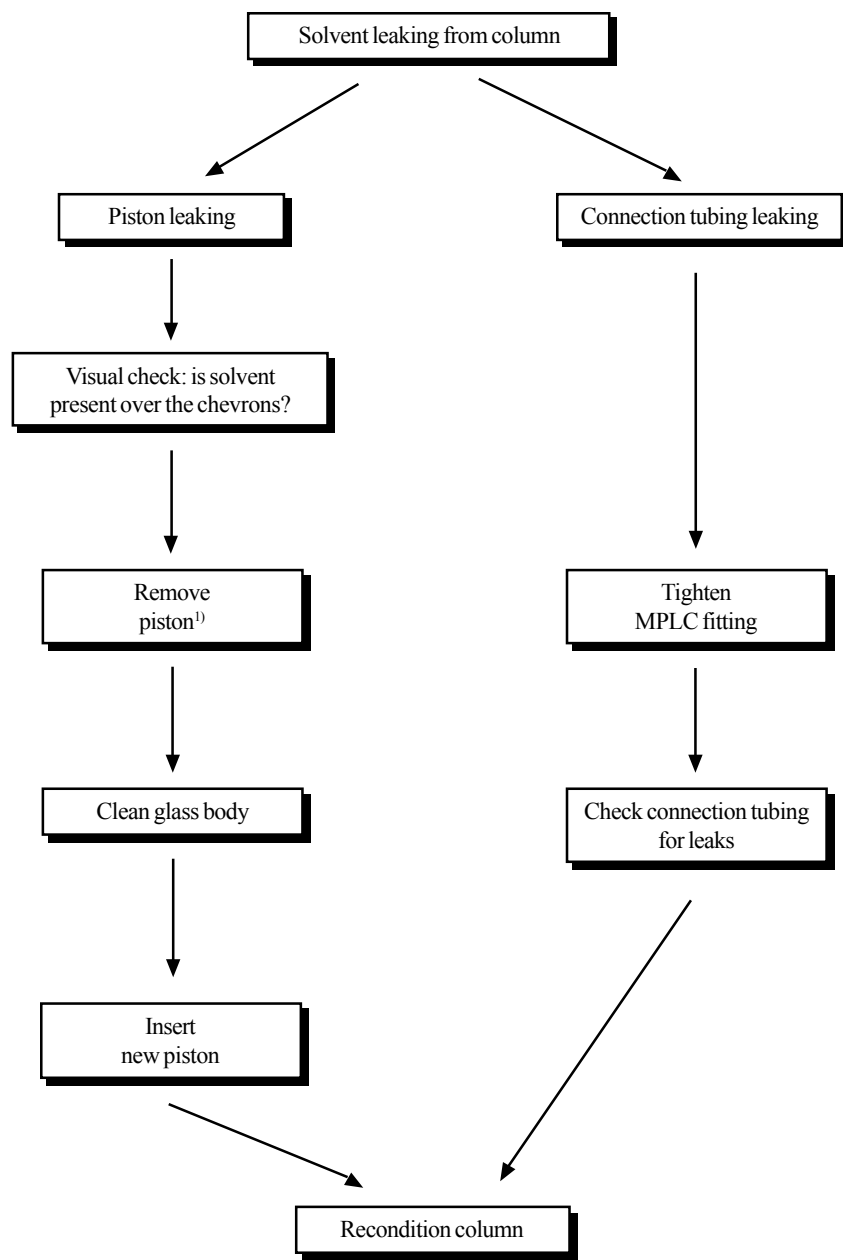 Solvent leaking from column
Piston leaking
Connection tubing leaking
Visual check: is solvent
present over the chevrons?
Remove
piston1)
Tighten
MPLC fitting
Clean glass body
Check connection tubing
for leaks
Insert
new piston
Recondition column